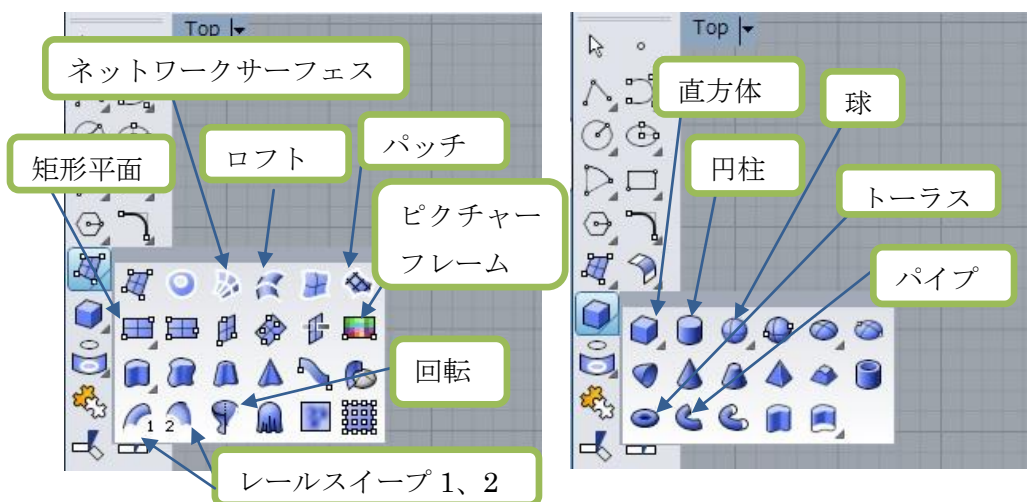 Top
ネットワークサーフェス
矩形平面
ロフト
パッチ
ピクチャー
フレーム
回転
1 2
レールスイープ 1、2
Top
直方体
球
円柱
トーラス
パイプ